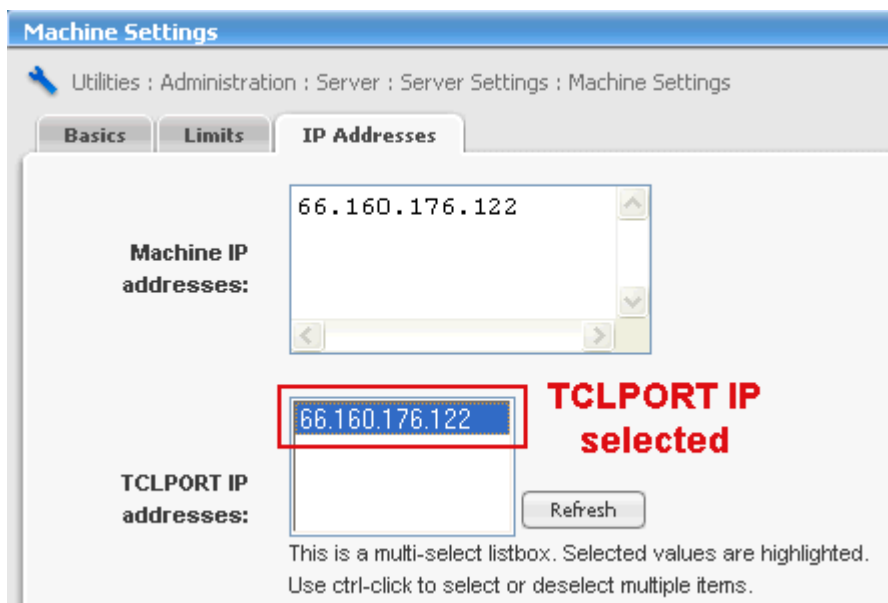 Machine Settings
Utilities : Administration : Server : Server Settings : Machine Settings
Basics Limits IP Addresses
66.160.176.122
Machine IP
addresses:
66.160.176.122
TCLPORT IP
selected
TCLPORT IP
addresses:
Refresh
This is a multi-select listbox. Selected values are highlighted.
Use ctrl-click to select or deselect multiple items.